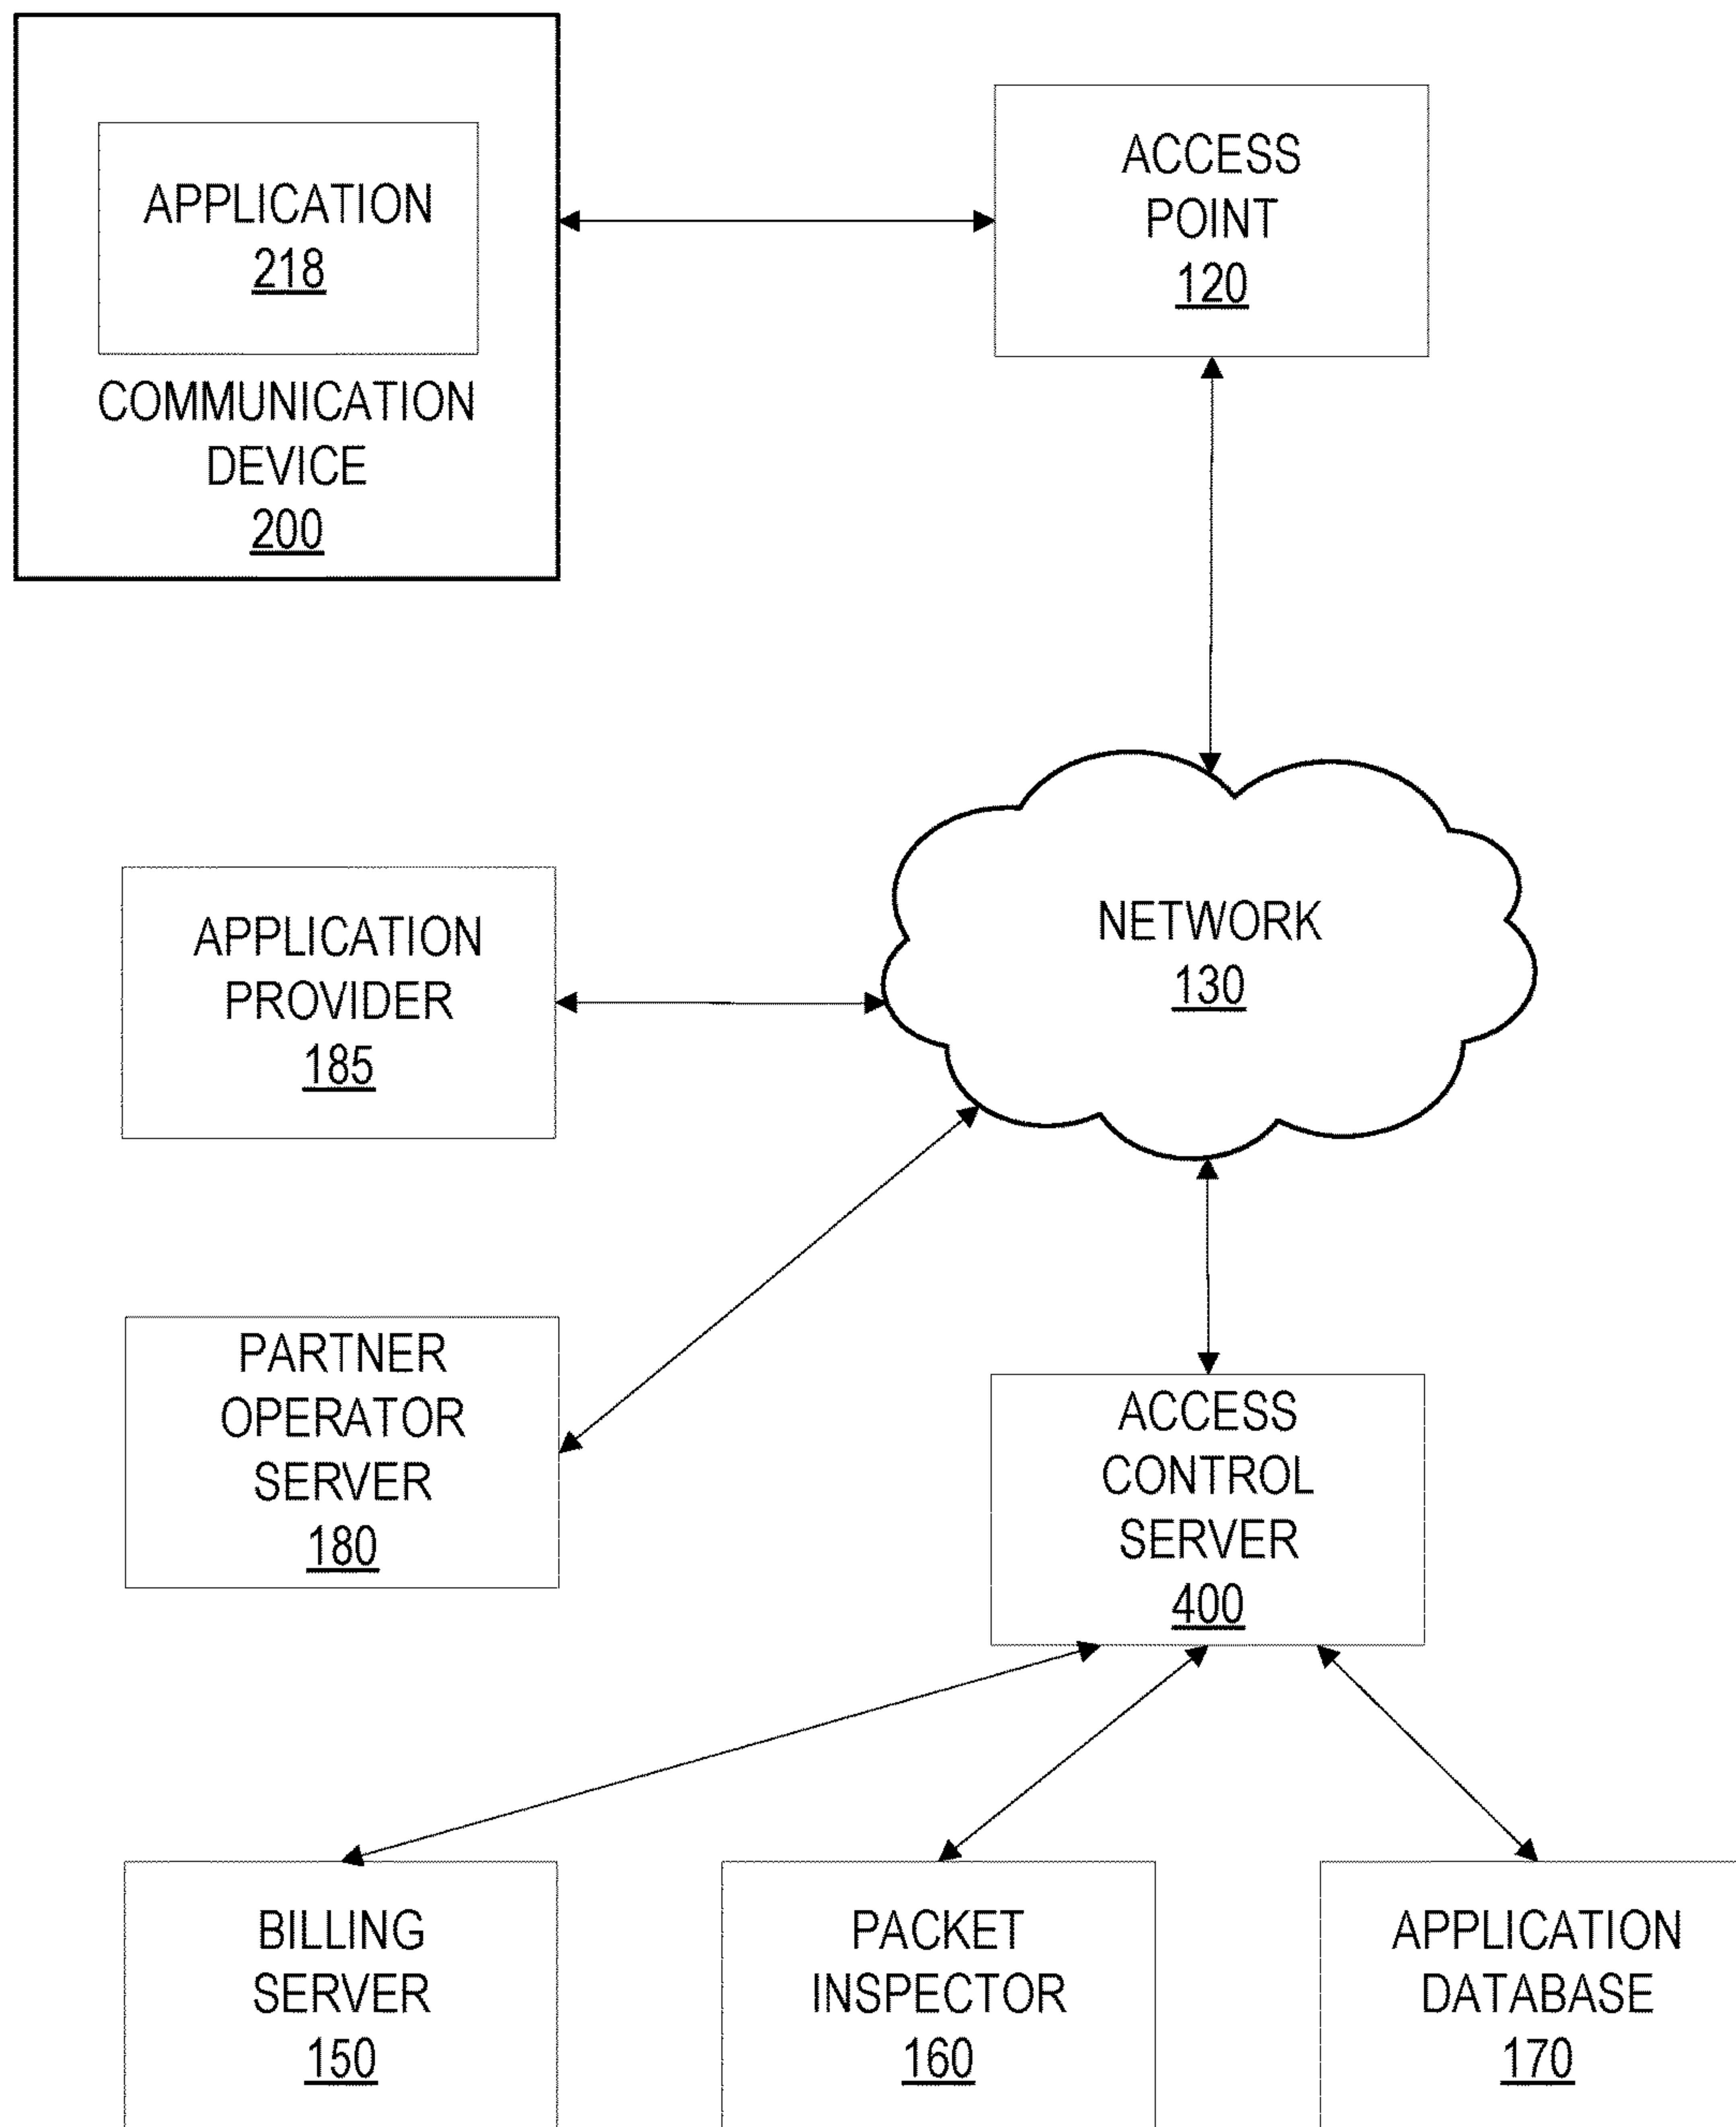 APPLICATION
218
COMMUNICATION
DEVICE
200
ACCESS
POINT
120
NETWORK
130
APPLICATION
PROVIDER
185
PARTNER
OPERATOR
SERVER
180
ACCESS
CONTROL
SERVER
400
BILLING
SERVER
150
PACKET
INSPECTOR
160
APPLICATION
DATABASE
170